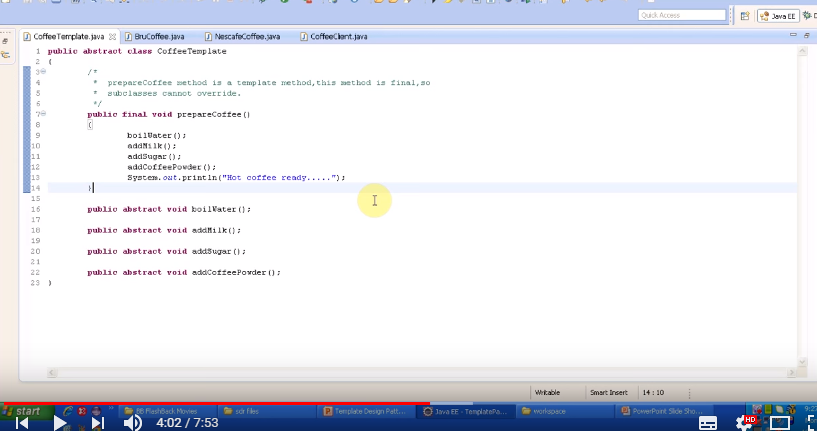 Quick Access
Java EE
CoffeeTemplate.java
BruCoffee.java
NescafeCoffee.java
CoffeeClient.java
1 public abstract class CoffeeTemplate
2 {
3 /*
4 * prepareCoffee method is a template method,this method is final,so
5 * subclasses cannot override.
6 */
7 public final void prepareCoffee()
8 {
9 boilWater();
10 addMilk();
11 addSugar();
12 addCoffeePowder();
13 System.out.println("Hot coffee ready.....");
14 }
15
16 public abstract void boilWater();
17
18 public abstract void addMilk();
19
20 public abstract void addSugar();
21
22 public abstract void addCoffeePowder();
23 }
Writable
Smart Insert
14 : 10
start
BB FlashBack Movies
sdr files
Template Design Patt...
Java EE - TemplatePa...
workspace
PowerPoint Slide Sho...
4:02 / 7:53
HD